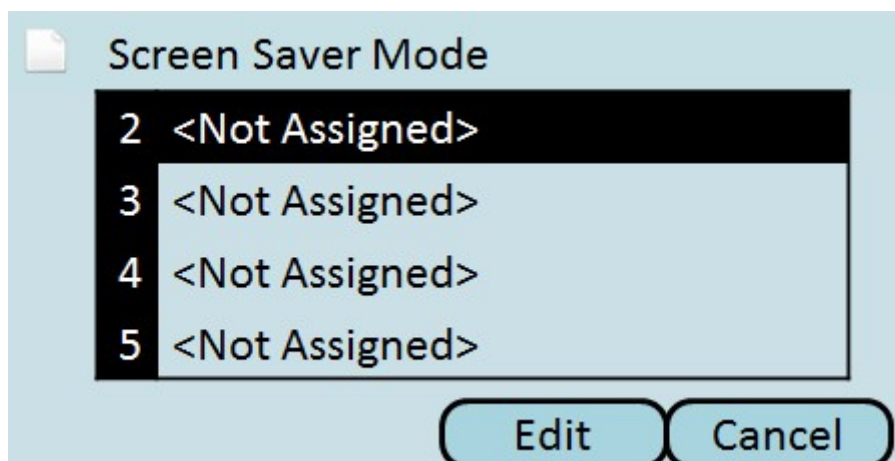 Screen Saver Mode
2 <Not Assigned>
3 <Not Assigned>
4 <Not Assigned>
5 <Not Assigned>
Edit Cancel